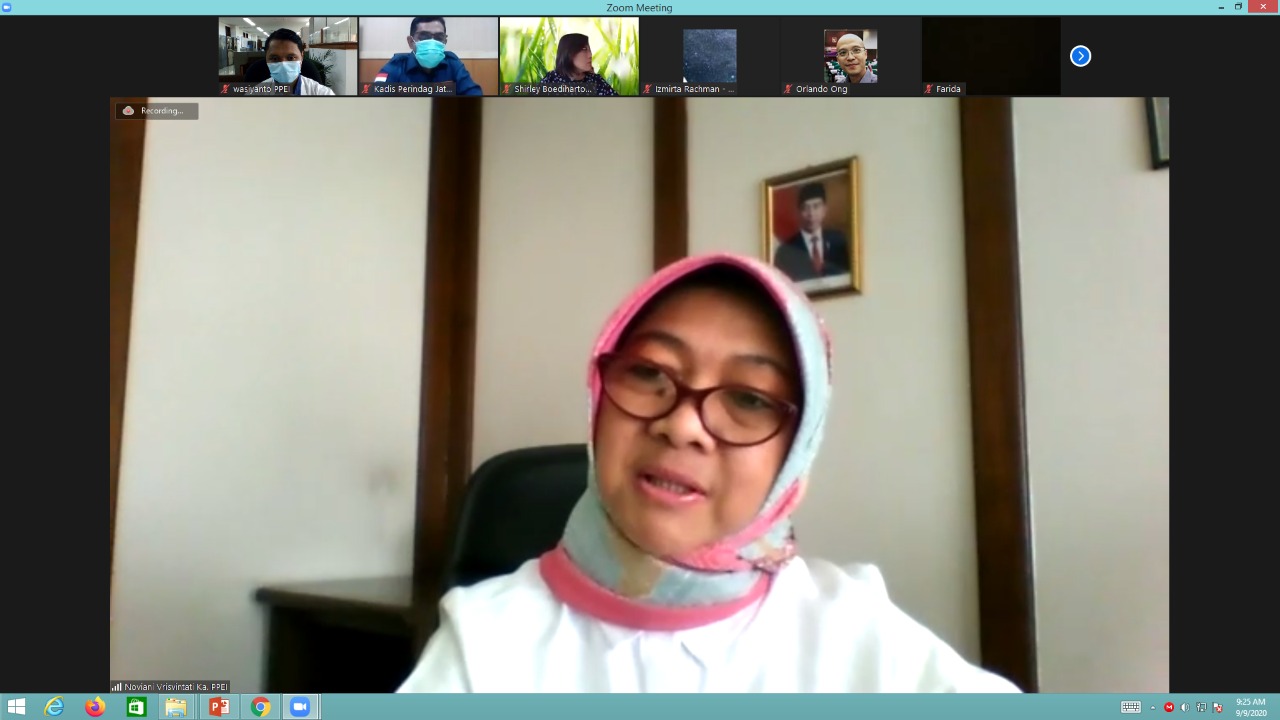 Zoom Meeting
wasiyanto PPEI
Kadis Perindag Jat...
Shirley Boediharto...
Izmirta Rachman - ...
Orlando Ong
Farida
Recording...
Noviani Vrisvintati Ka. PPEI
9:25 AM
9/9/2020